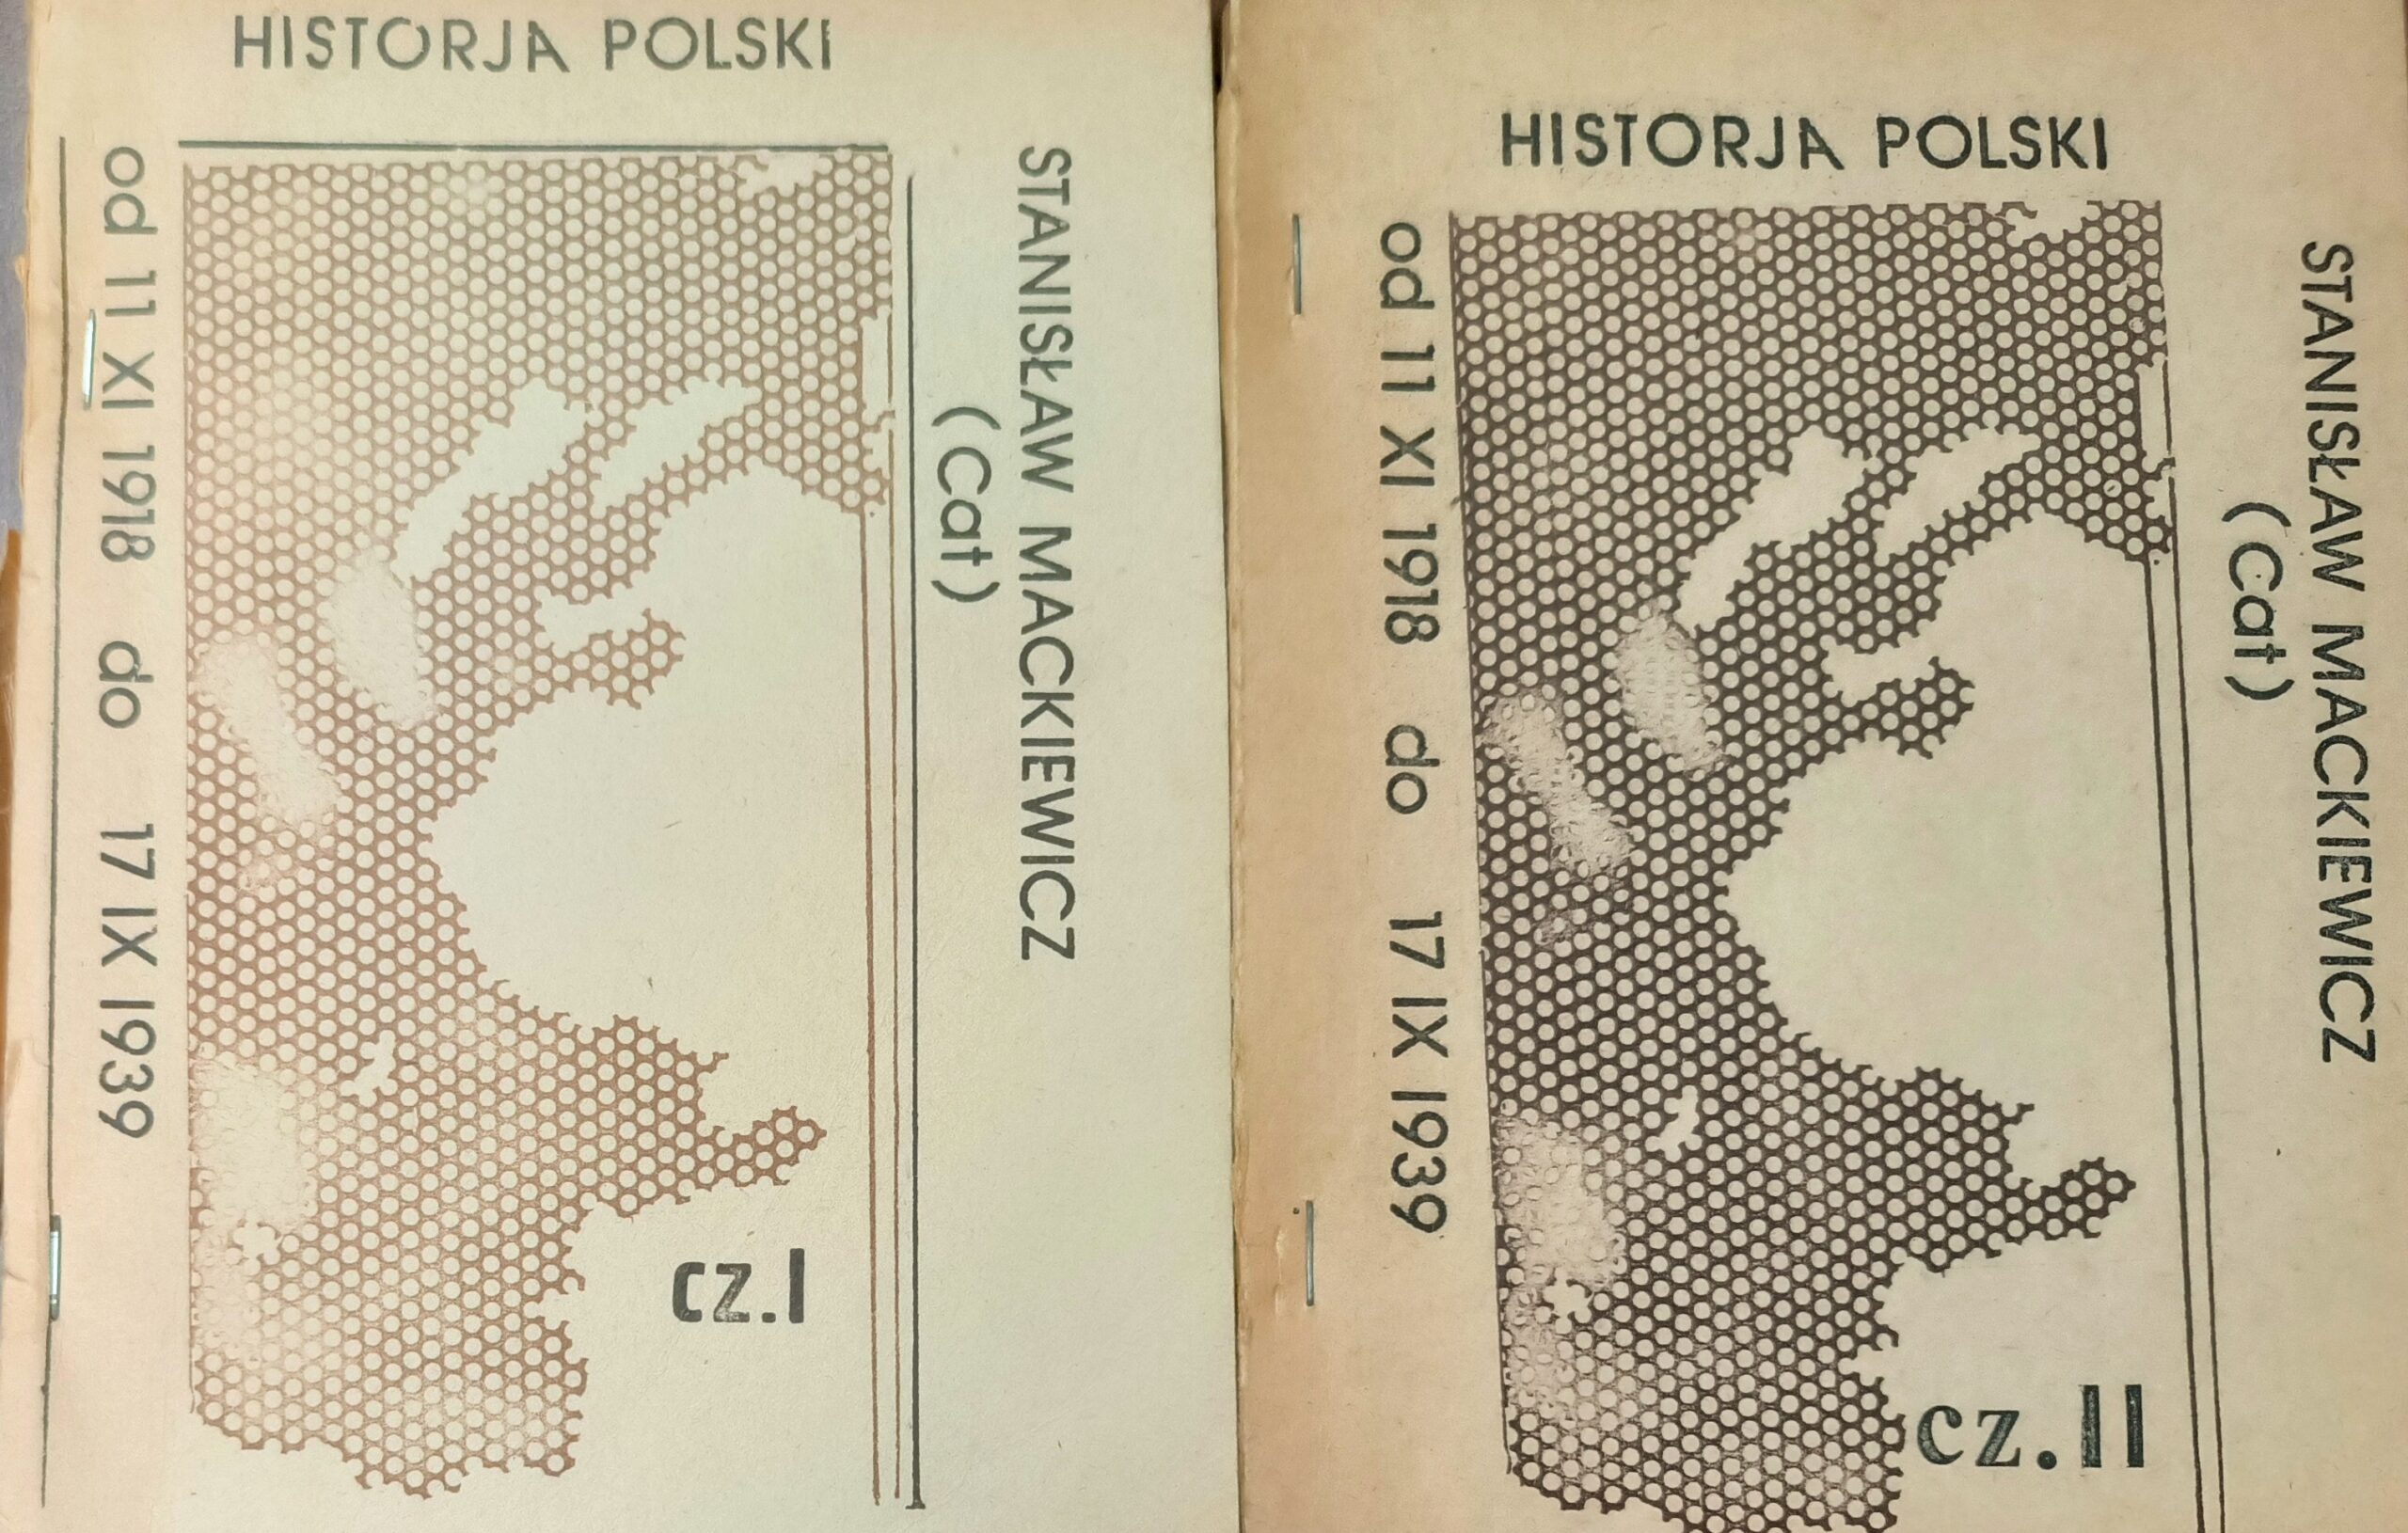 HISTORJA POLSKI
od 11 XI 1918 do 17 IX 1939
STANISŁAW MACKIEWICZ
(Cat)
cz.I
HISTORJA POLSKI
od 11 XI 1918 do 17 IX 1939
STANISŁAW MACKIEWICZ
(Cat)
cz.II